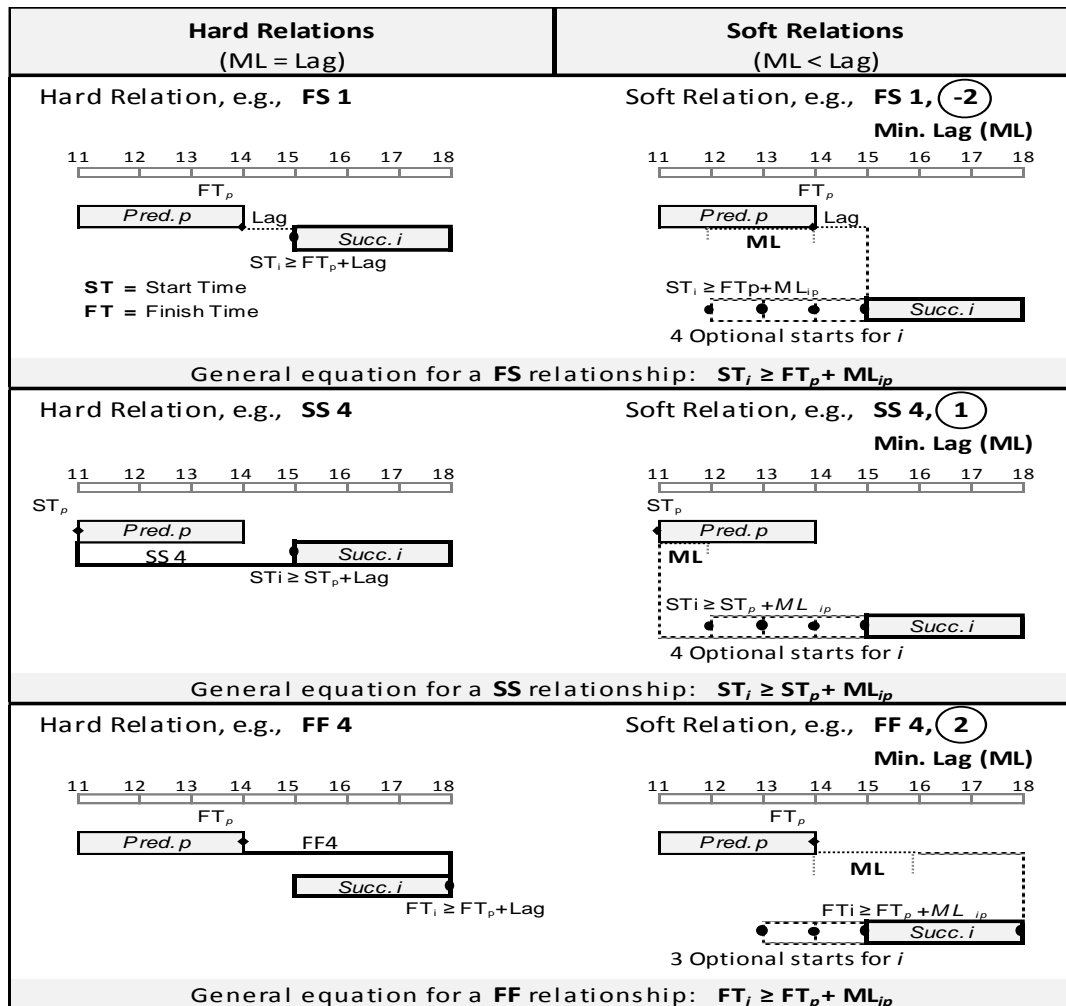 Hard Relations
(ML = Lag)
Soft Relations
(ML < Lag)
Hard Relation, e.g., FS 1
11 12 13 14 15 16 17 18
FTp
Pred. p
Lag
Succ. i
STi ≥ FTp+Lag
ST = Start Time
FT = Finish Time
Soft Relation, e.g., FS 1, -2
Min. Lag (ML)
11 12 13 14 15 16 17 18
FTp
Pred. p
Lag
ML
STi ≥ FTp+MLip
Succ. i
4 Optional starts for i
General equation for a FS relationship: STi ≥ FTp+ MLip
Hard Relation, e.g., SS 4
11 12 13 14 15 16 17 18
STp
Pred. p
SS 4
Succ. i
STi ≥ STp+Lag
Soft Relation, e.g., SS 4, 1
Min. Lag (ML)
11 12 13 14 15 16 17 18
STp
Pred. p
ML
STi ≥ STp +ML ip
Succ. i
4 Optional starts for i
General equation for a SS relationship: STi ≥ STp+ MLip
Hard Relation, e.g., FF 4
11 12 13 14 15 16 17 18
FTp
Pred. p
FF4
Succ. i
FTi ≥ FTp+Lag
Soft Relation, e.g., FF 4, 2
Min. Lag (ML)
11 12 13 14 15 16 17 18
FTp
Pred. p
ML
FTi ≥ FTp +ML ip
Succ. i
3 Optional starts for i
General equation for a FF relationship: FTi ≥ FTp+ MLip